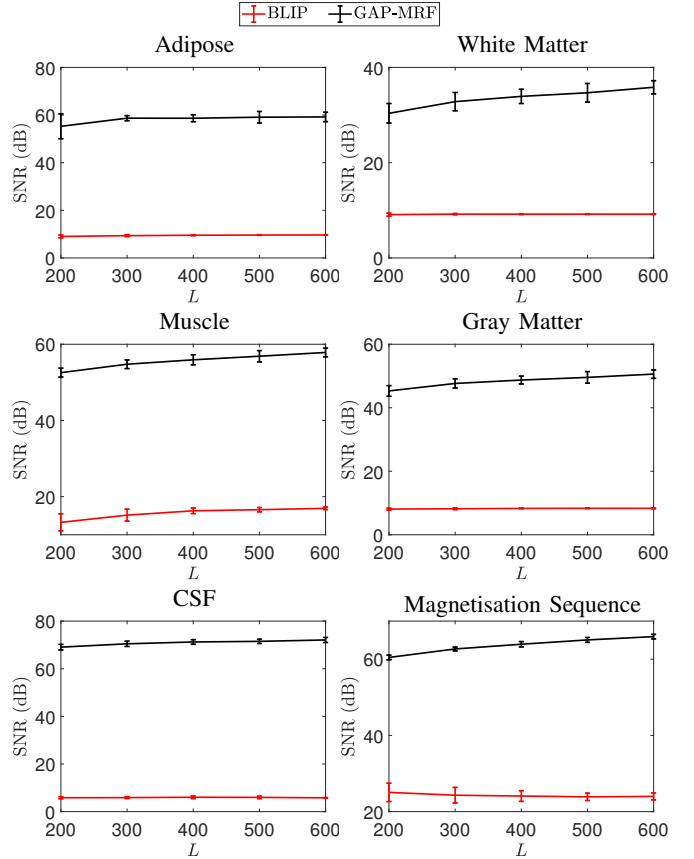 BLIP GAP-MRF
Adipose
80
60
40
20
0
SNR (dB)
200 300 400 500 600
L
White Matter
40
20
0
SNR (dB)
200 300 400 500 600
L
Muscle
60
40
20
SNR (dB)
200 300 400 500 600
L
Gray Matter
60
40
20
0
SNR (dB)
200 300 400 500 600
L
CSF
80
60
40
20
0
SNR (dB)
200 300 400 500 600
L
Magnetisation Sequence
60
40
20
SNR (dB)
200 300 400 500 600
L